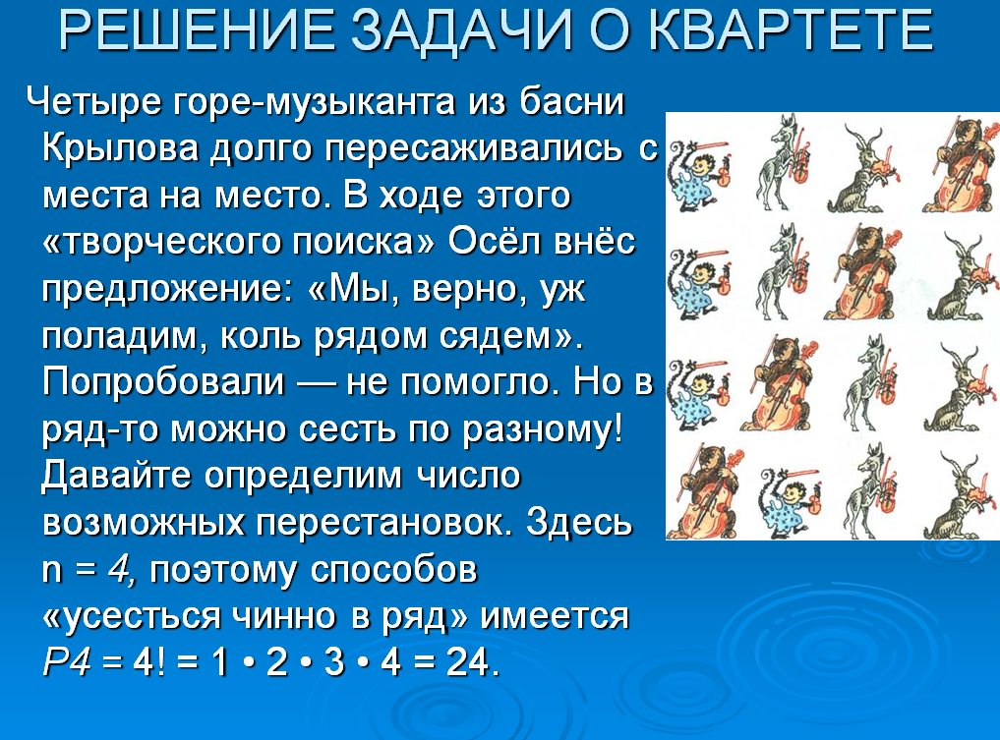 РЕШЕНИЕ ЗАДАЧИ О КВАРТЕТЕ
Четыре горе-музыканта из басни
Крылова долго пересаживались с
места на место. В ходе этого
«творческого поиска» Осёл внёс
предложение: «Мы, верно, уж
поладим, коль рядом сядем».
Попробовали — не помогло. Но в
ряд-то можно сесть по разному!
Давайте определим число
возможных перестановок. Здесь
n = 4, поэтому способов
«усесться чинно в ряд» имеется
P4 = 4! = 1 • 2 • 3 • 4 = 24.